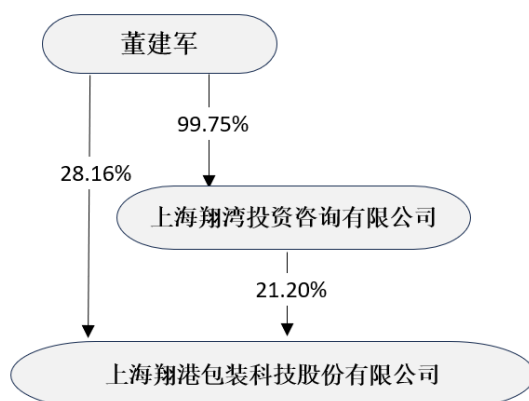 董建军
99.75%
28.16%
上海翔湾投资咨询有限公司
21.20%
上海翔港包装科技股份有限公司